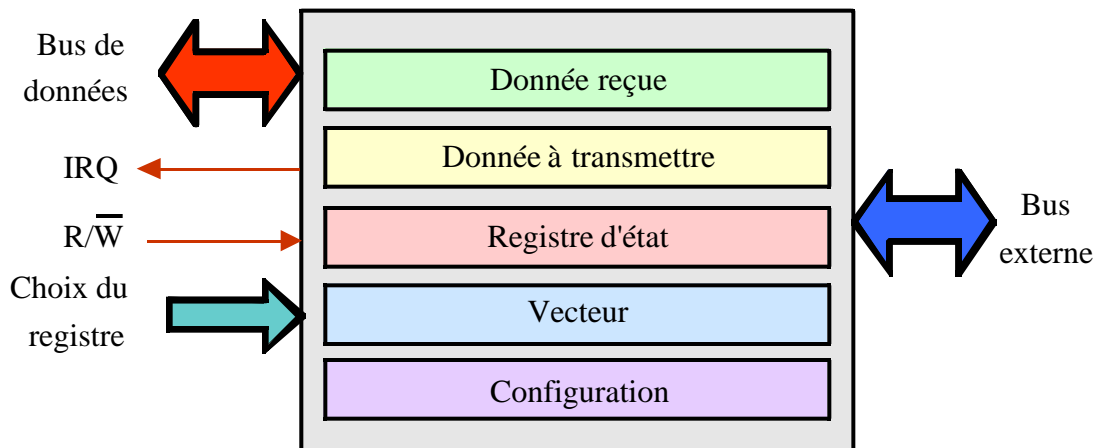 Bus de
données
IRQ
R/W̅
Choix du
registre
Donnée reçue
Donnée à transmettre
Registre d'état
Vecteur
Configuration
Bus
externe